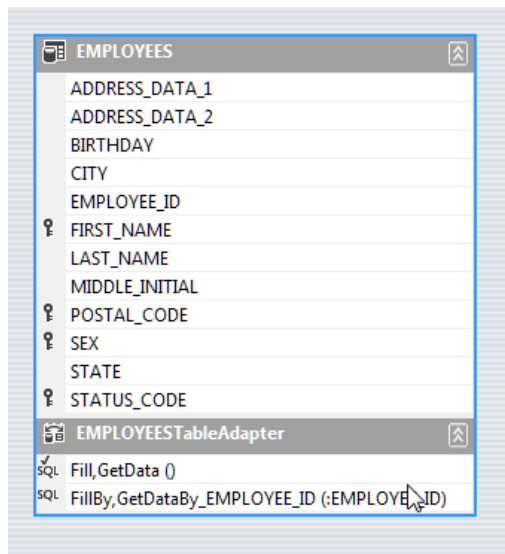 EMPLOYEES
ADDRESS_DATA_1
ADDRESS_DATA_2
BIRTHDAY
CITY
EMPLOYEE_ID
FIRST_NAME
LAST_NAME
MIDDLE_INITIAL
POSTAL_CODE
SEX
STATE
STATUS_CODE
EMPLOYEESTableAdapter
SQL Fill,GetData ()
SQL FillBy,GetDataBy_EMPLOYEE_ID (:EMPLOYEE_ID)